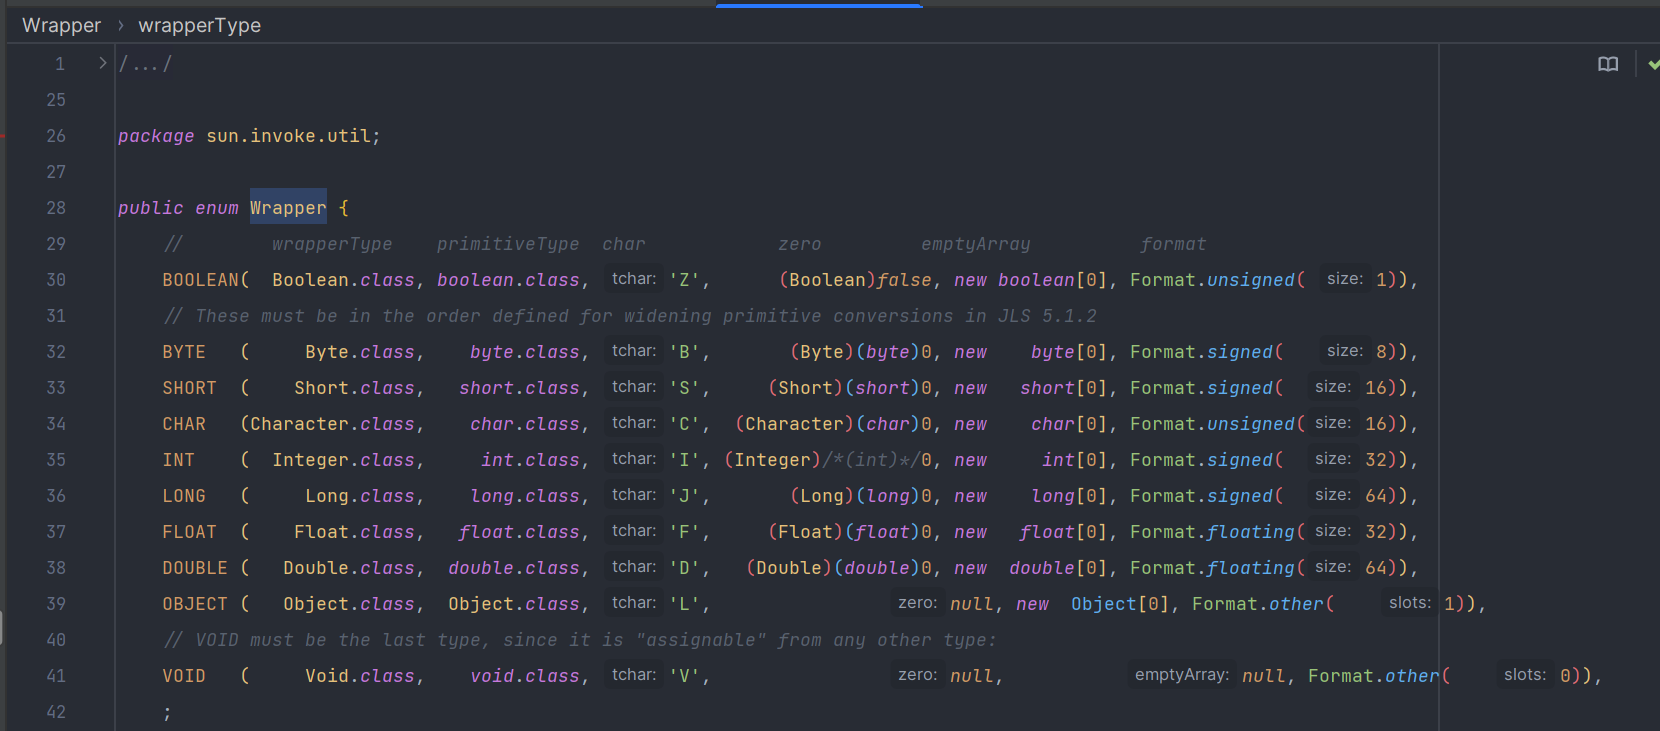 Wrapper › wrapperType
1 > /.../
25
26 package sun.invoke.util;
27
28 public enum Wrapper {
29 // wrapperType primitiveType char zero emptyArray format
30 BOOLEAN( Boolean.class, boolean.class, tchar: 'Z', (Boolean)false, new boolean[0], Format.unsigned( size: 1)),
31 // These must be in the order defined for widening primitive conversions in JLS 5.1.2
32 BYTE ( Byte.class, byte.class, tchar: 'B', (Byte)(byte)0, new byte[0], Format.signed( size: 8)),
33 SHORT ( Short.class, short.class, tchar: 'S', (Short)(short)0, new short[0], Format.signed( size: 16)),
34 CHAR (Character.class, char.class, tchar: 'C', (Character)(char)0, new char[0], Format.unsigned( size: 16)),
35 INT ( Integer.class, int.class, tchar: 'I', (Integer)/*(int)*/0, new int[0], Format.signed( size: 32)),
36 LONG ( Long.class, long.class, tchar: 'J', (Long)(long)0, new long[0], Format.signed( size: 64)),
37 FLOAT ( Float.class, float.class, tchar: 'F', (Float)(float)0, new float[0], Format.floating( size: 32)),
38 DOUBLE ( Double.class, double.class, tchar: 'D', (Double)(double)0, new double[0], Format.floating( size: 64)),
39 OBJECT ( Object.class, Object.class, tchar: 'L', zero: null, new Object[0], Format.other( slots: 1)),
40 // VOID must be the last type, since it is "assignable" from any other type:
41 VOID ( Void.class, void.class, tchar: 'V', zero: null, emptyArray: null, Format.other( slots: 0)),
42 ;